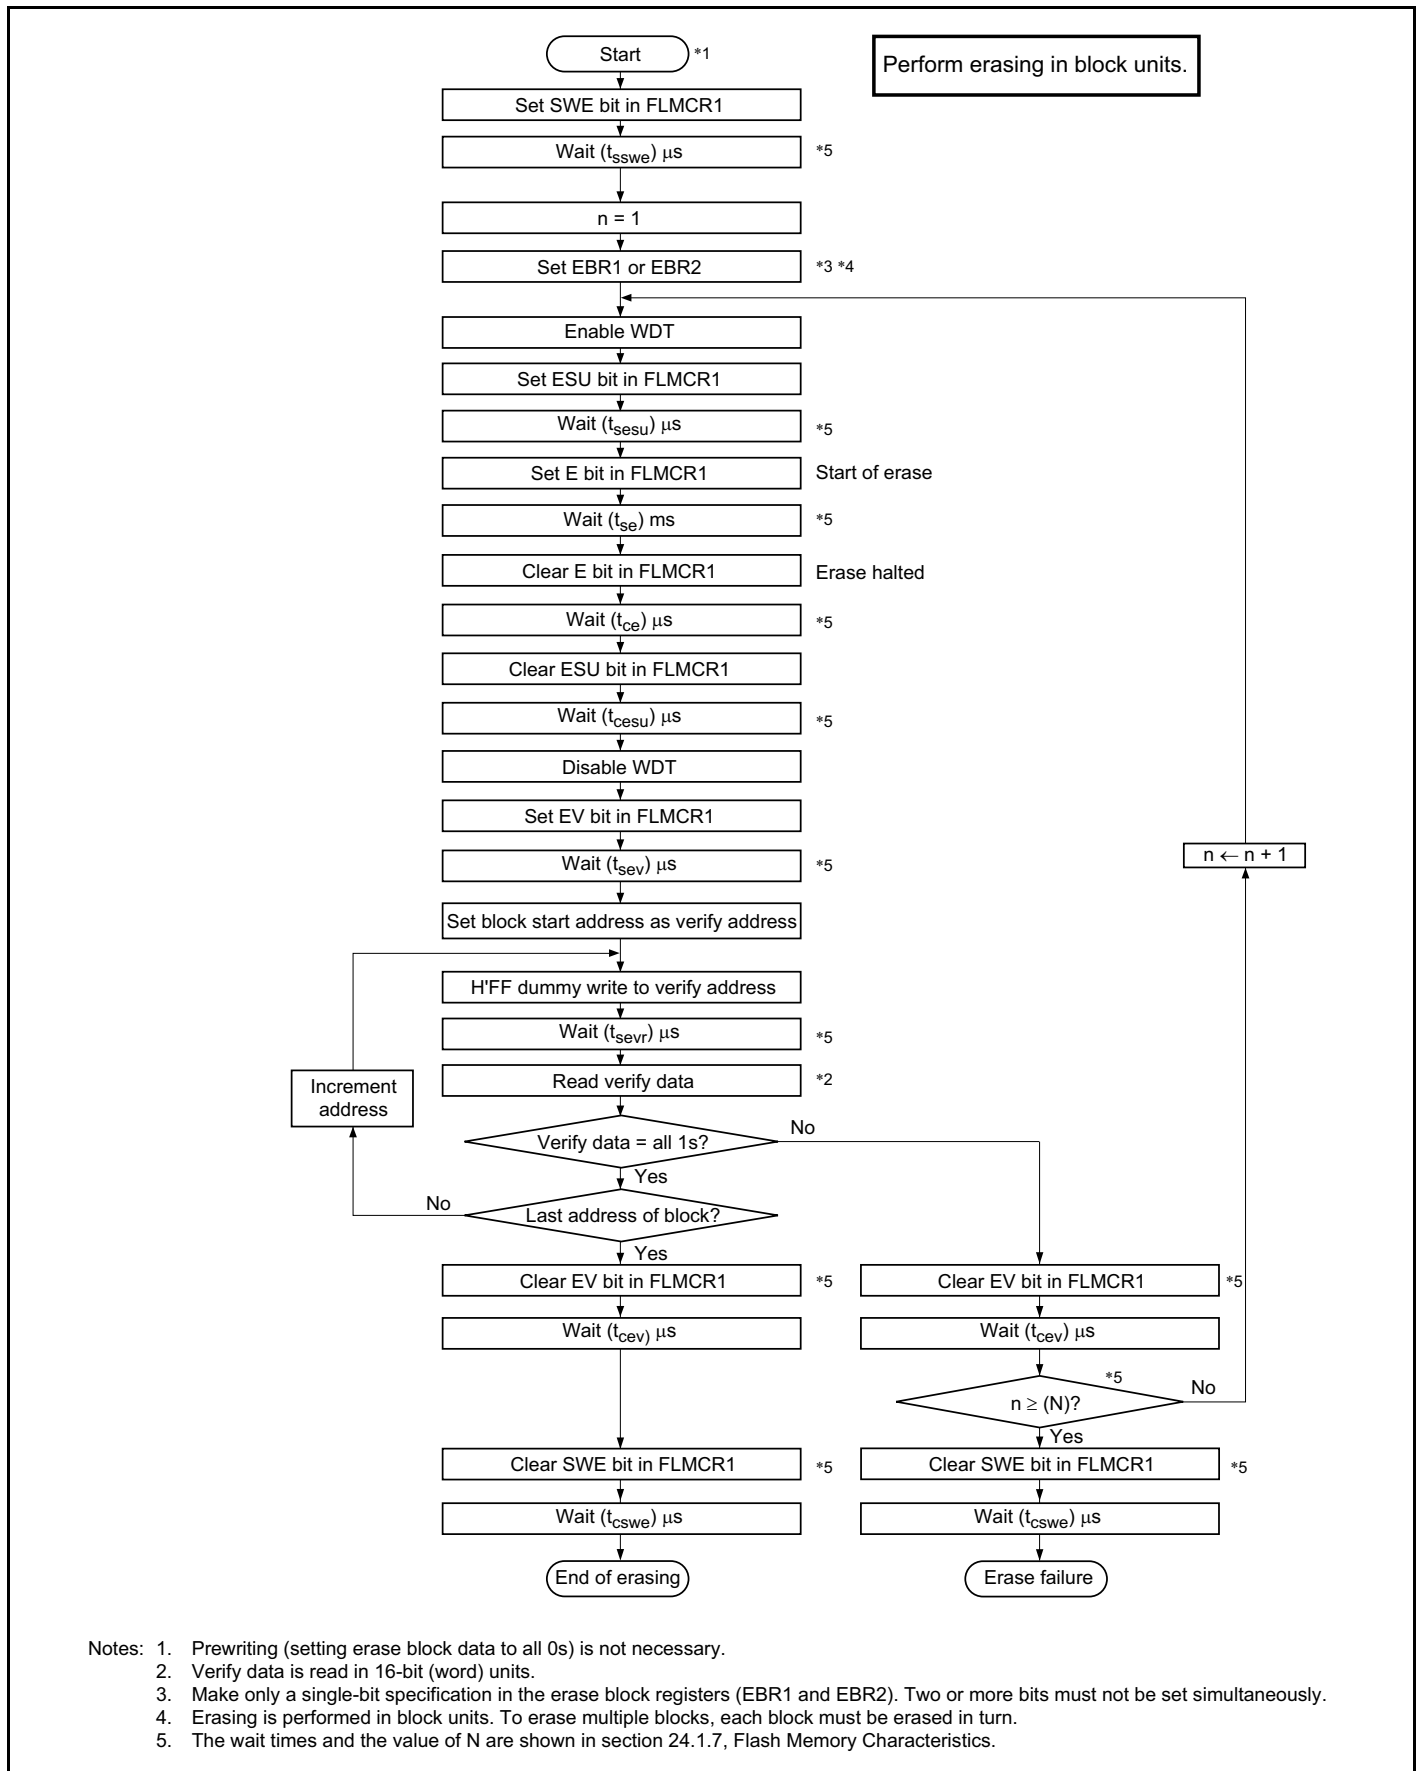 Start *1
Perform erasing in block units.
Set SWE bit in FLMCR1
Wait (tsswe) μs *5
n = 1
Set EBR1 or EBR2 *3 *4
Enable WDT
Set ESU bit in FLMCR1
Wait (tsesu) μs *5
Set E bit in FLMCR1 Start of erase
Wait (tse) ms *5
Clear E bit in FLMCR1 Erase halted
Wait (tce) μs *5
Clear ESU bit in FLMCR1
Wait (tcesu) μs *5
Disable WDT
Set EV bit in FLMCR1
Wait (tsev) μs *5
n ← n + 1
Set block start address as verify address
H'FF dummy write to verify address
Wait (tsevr) μs *5
Read verify data *2
Increment
address
Verify data = all 1s? No
Yes
No Last address of block?
Yes
Clear EV bit in FLMCR1 *5 Clear EV bit in FLMCR1 *5
Wait (tcev) μs Wait (tcev) μs
*5
n ≥ (N)? No
Yes
Clear SWE bit in FLMCR1 *5 Clear SWE bit in FLMCR1 *5
Wait (tcswe) μs Wait (tcswe) μs
End of erasing Erase failure
Notes: 1. Prewriting (setting erase block data to all 0s) is not necessary.
2. Verify data is read in 16-bit (word) units.
3. Make only a single-bit specification in the erase block registers (EBR1 and EBR2). Two or more bits must not be set simultaneously.
4. Erasing is performed in block units. To erase multiple blocks, each block must be erased in turn.
5. The wait times and the value of N are shown in section 24.1.7, Flash Memory Characteristics.